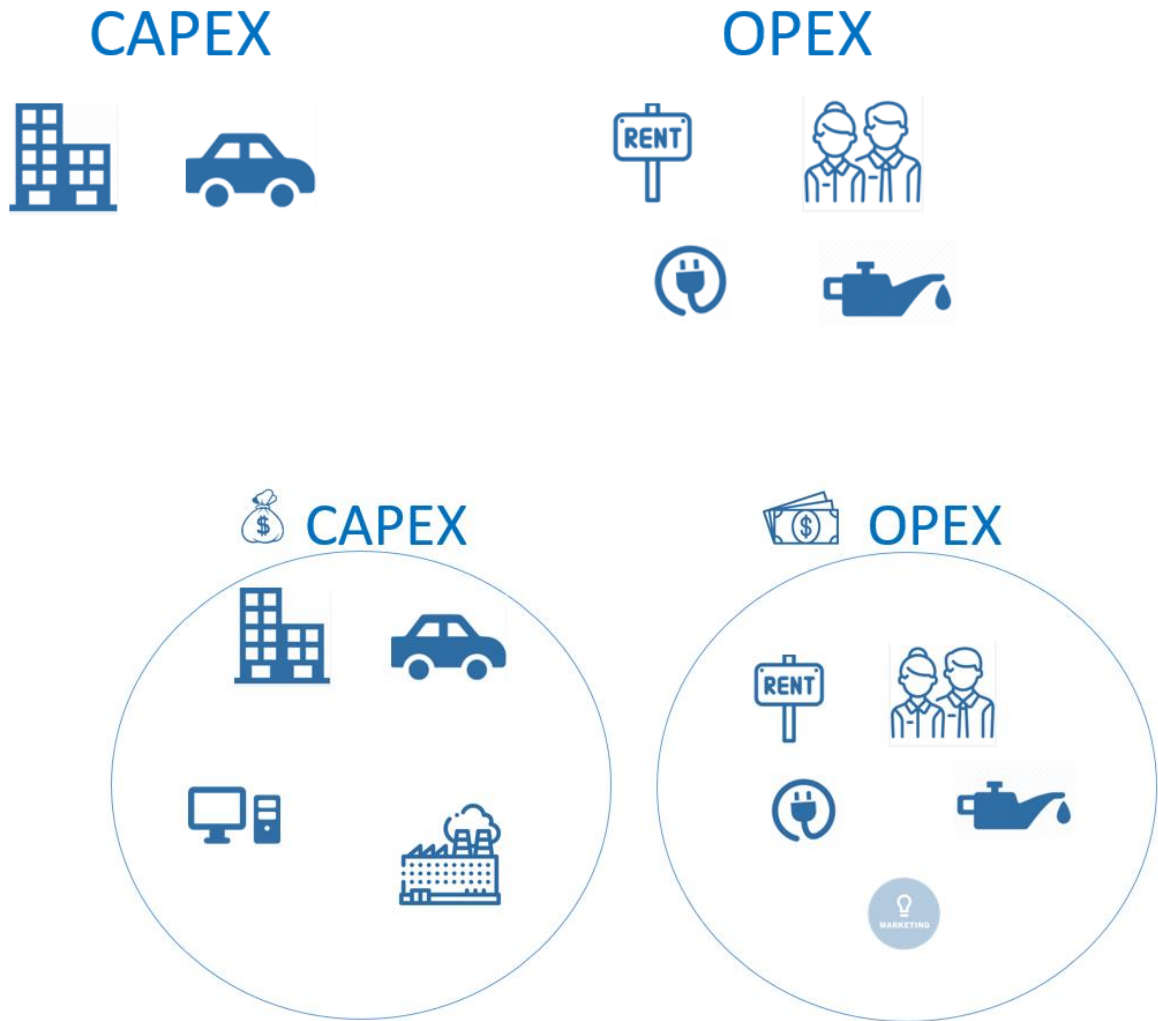 CAPEX
OPEX
RENT
$ CAPEX
$ OPEX
RENT
MARKETING